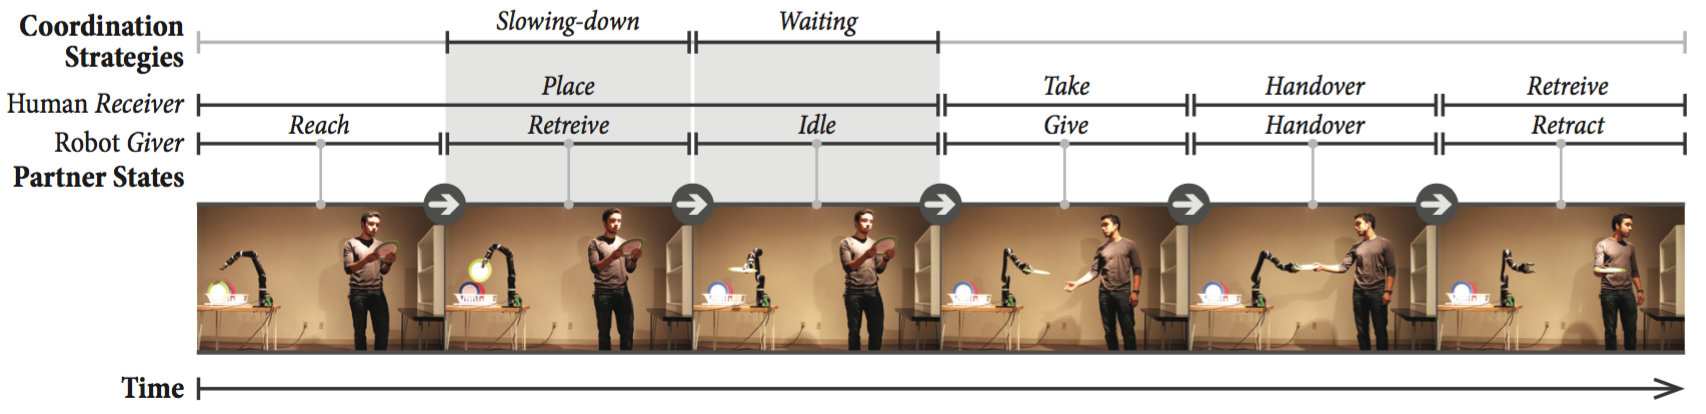 Coordination
Strategies
Slowing-down
Waiting
Human Receiver
Place
Take
Handover
Retreive
Robot Giver
Reach
Retreive
Idle
Give
Handover
Retract
Partner States
Time